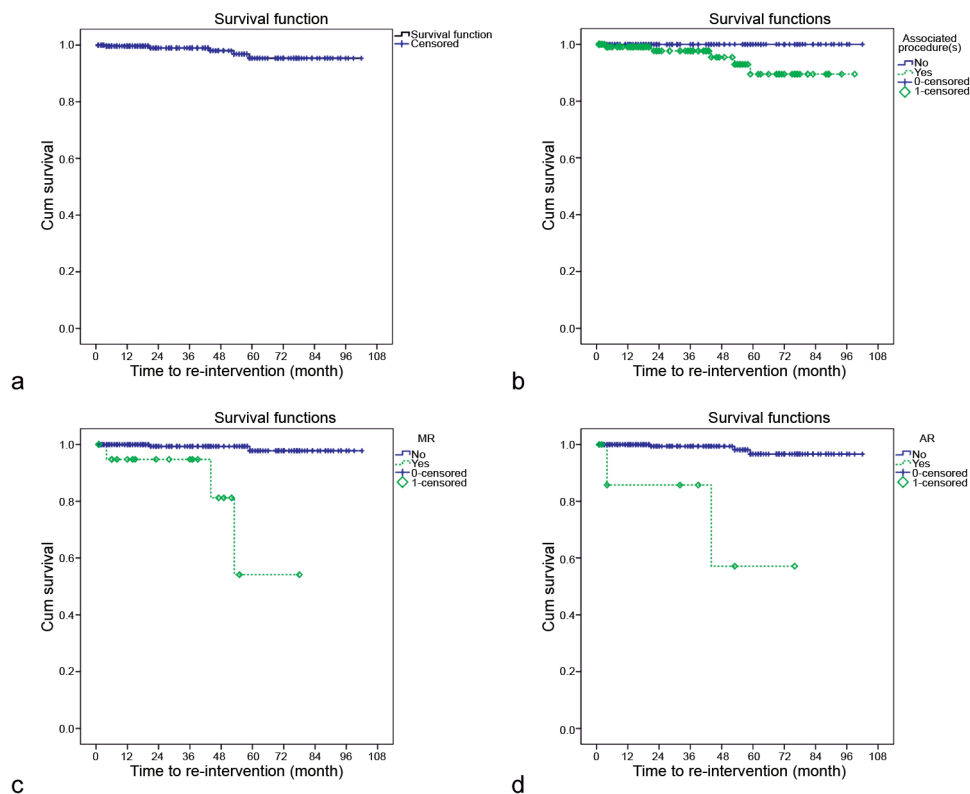 Survival function
Survival function
Censored
1.0
0.8
0.6
0.4
0.2
0.0
Cum survival
0 12 24 36 48 60 72 84 96 108
Time to re-intervention (month)
a
Survival functions
Associated
procedure(s)
No
Yes
0-censored
1-censored
1.0
0.8
0.6
0.4
0.2
0.0
Cum survival
0 12 24 36 48 60 72 84 96 108
Time to re-intervention (month)
b
Survival functions
MR
No
Yes
0-censored
1-censored
1.0
0.8
0.6
0.4
0.2
0.0
Cum survival
0 12 24 36 48 60 72 84 96 108
Time to re-intervention (month)
c
Survival functions
AR
No
Yes
0-censored
1-censored
1.0
0.8
0.6
0.4
0.2
0.0
Cum survival
0 12 24 36 48 60 72 84 96 108
Time to re-intervention (month)
d